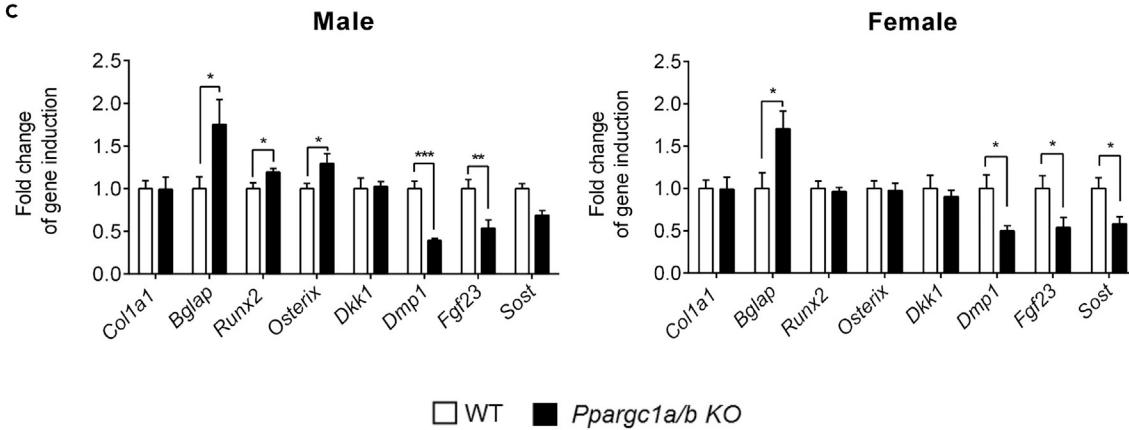 C
Male
Female
Fold change
of gene induction
2.5
2.0
1.5
1.0
0.5
0.0
*
*
*
***
**
Col1a1
Bglap
Runx2
Osterix
Dkk1
Dmp1
Fgf23
Sost
Fold change
of gene induction
2.5
2.0
1.5
1.0
0.5
0.0
*
*
*
*
Col1a1
Bglap
Runx2
Osterix
Dkk1
Dmp1
Fgf23
Sost
WT
Ppargc1a/b KO